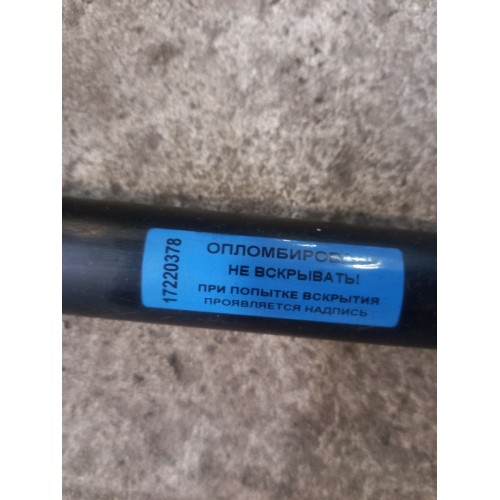 17220378
НЕ ВСКРЫВАТЬ!
ПРИ ПОПЫТКЕ ВСКРЫТИЯ
ПРОЯВЛЯЕТСЯ НАДПИСЬ